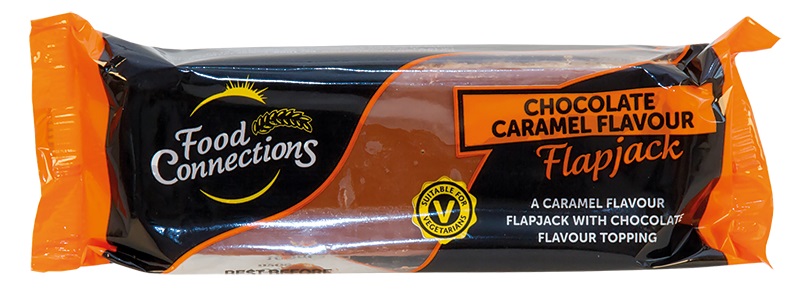 Food
Connections
CHOCOLATE
CARAMEL FLAVOUR
Flapjack
SUITABLE FOR
V
VEGETARIANS
A CARAMEL FLAVOUR
FLAPJACK WITH CHOCOLATE
FLAVOUR TOPPING
BEST BEFORE